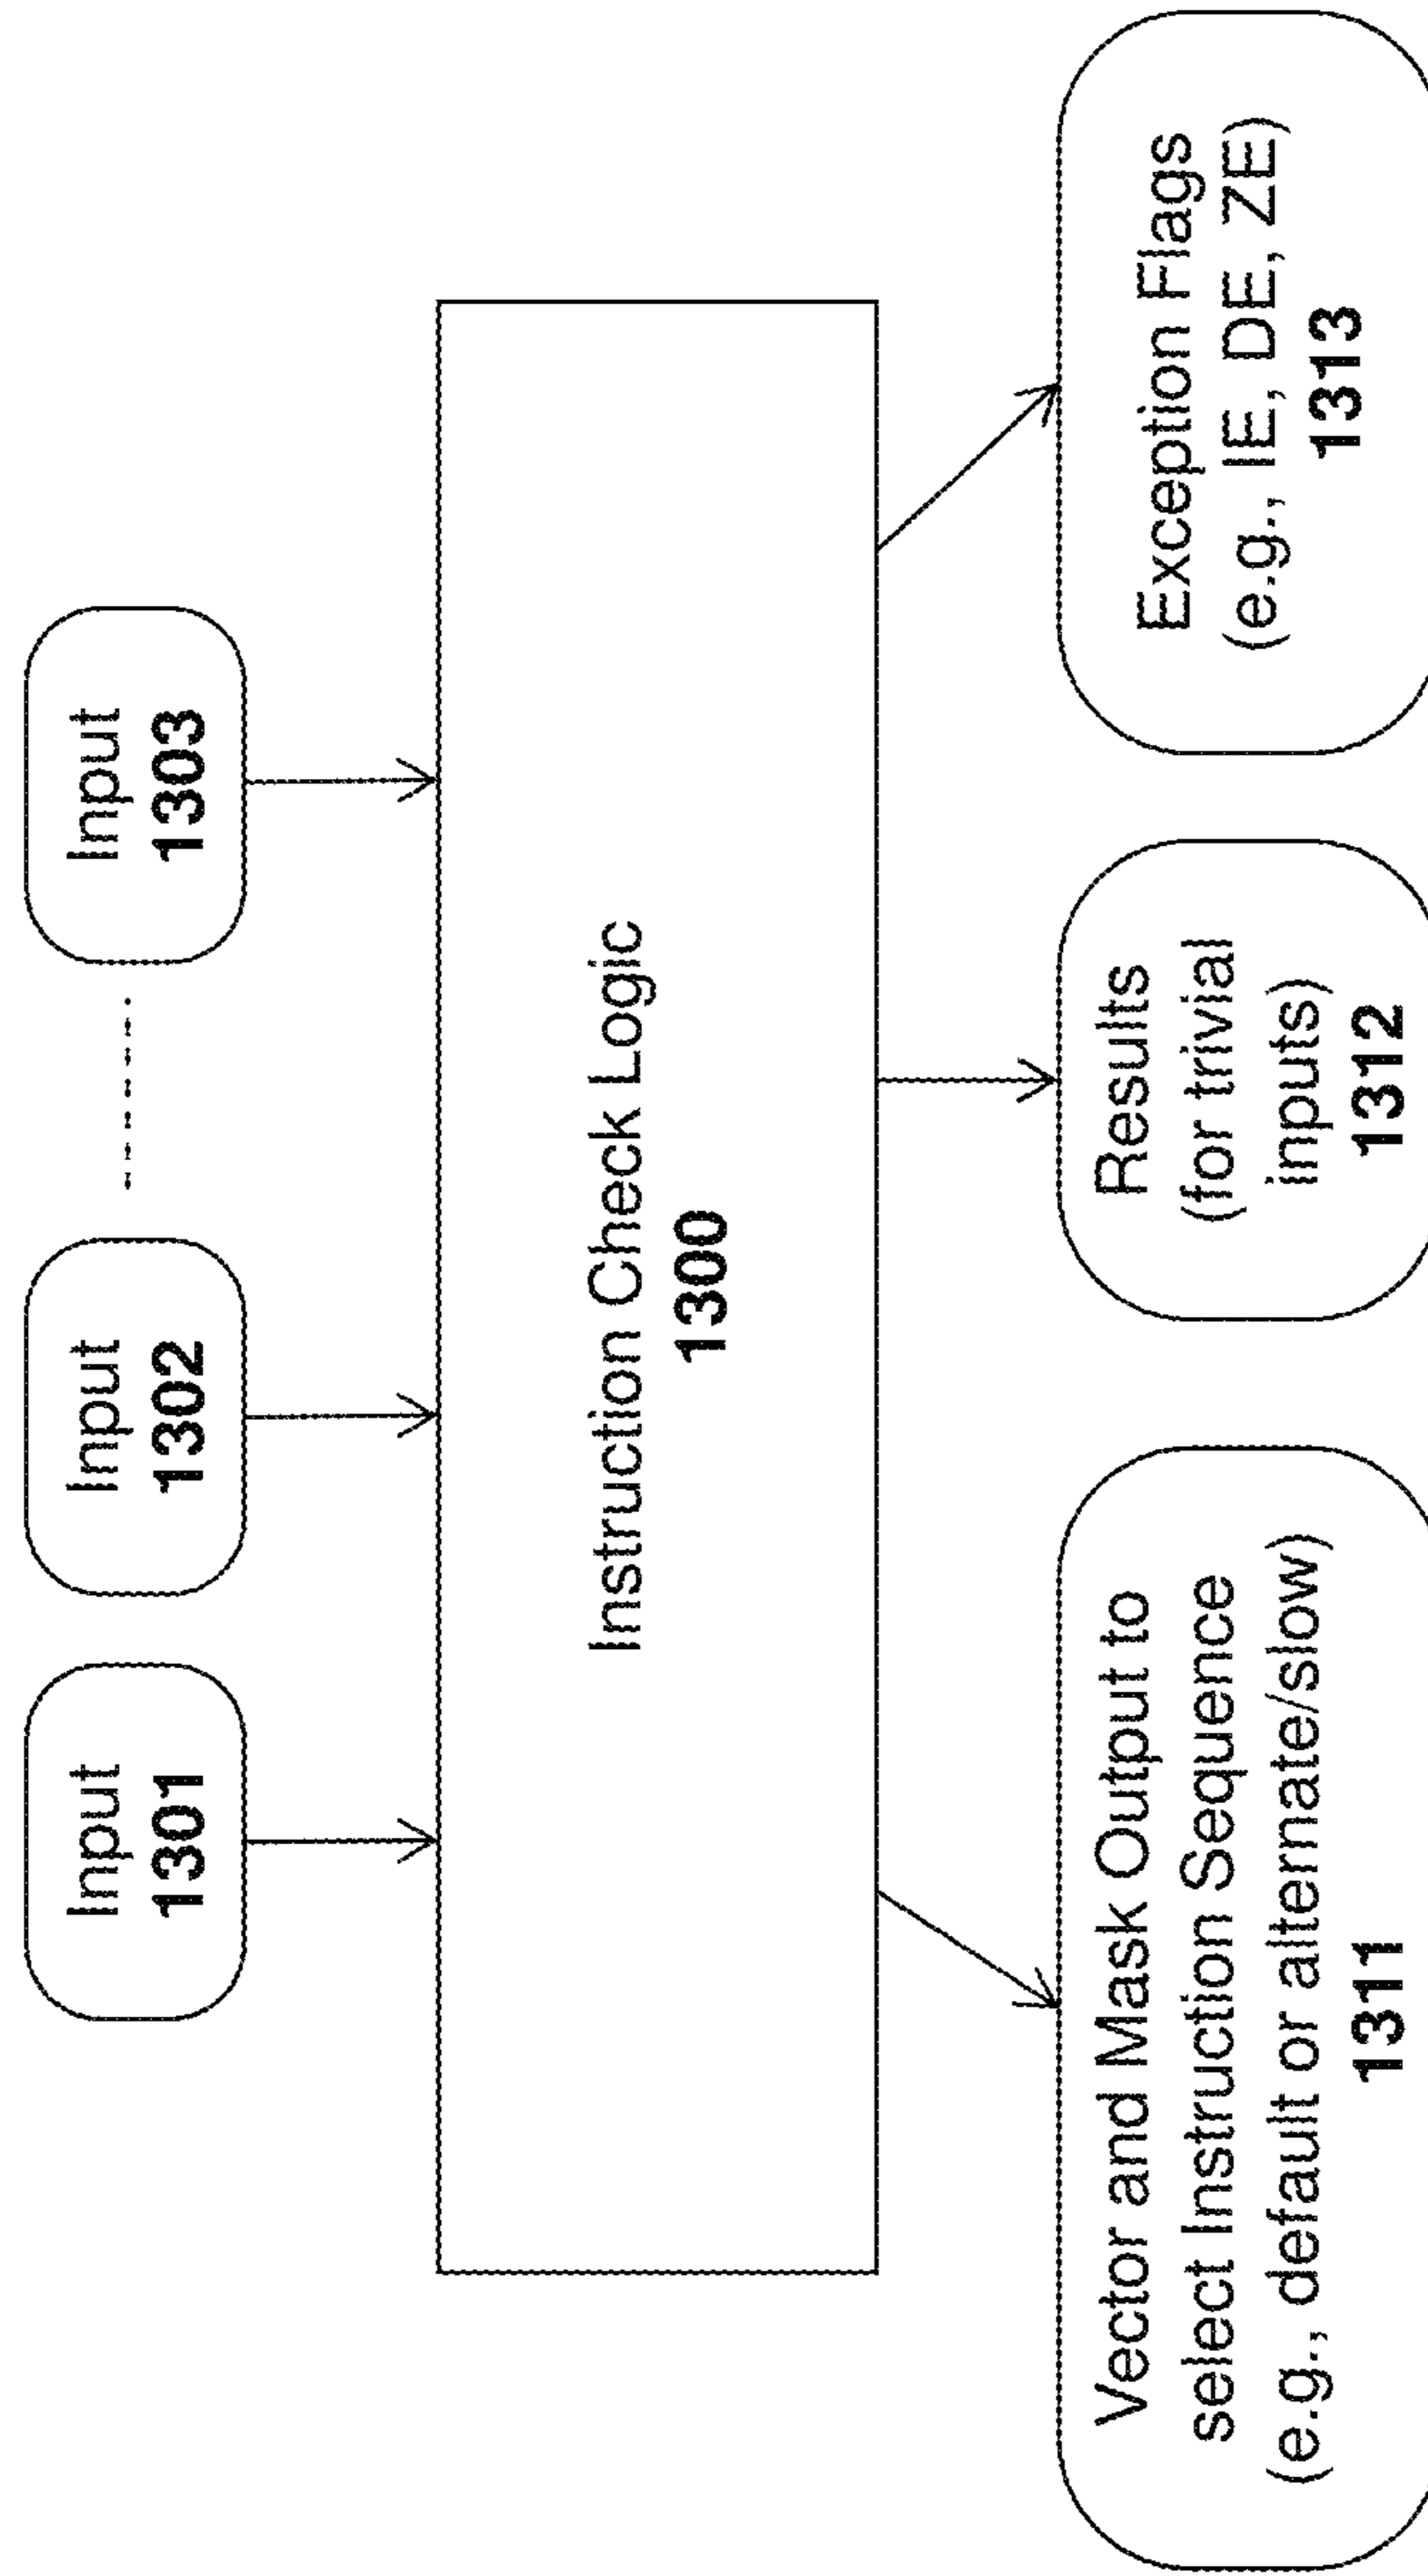 Input
1301
Input
1302
Input
1303
Instruction Check Logic
1300
Vector and Mask Output to
select Instruction Sequence
(e.g., default or alternate/slow)
1311
Results
(for trivial
inputs)
1312
Exception Flags
(e.g., IE, DE, ZE)
1313